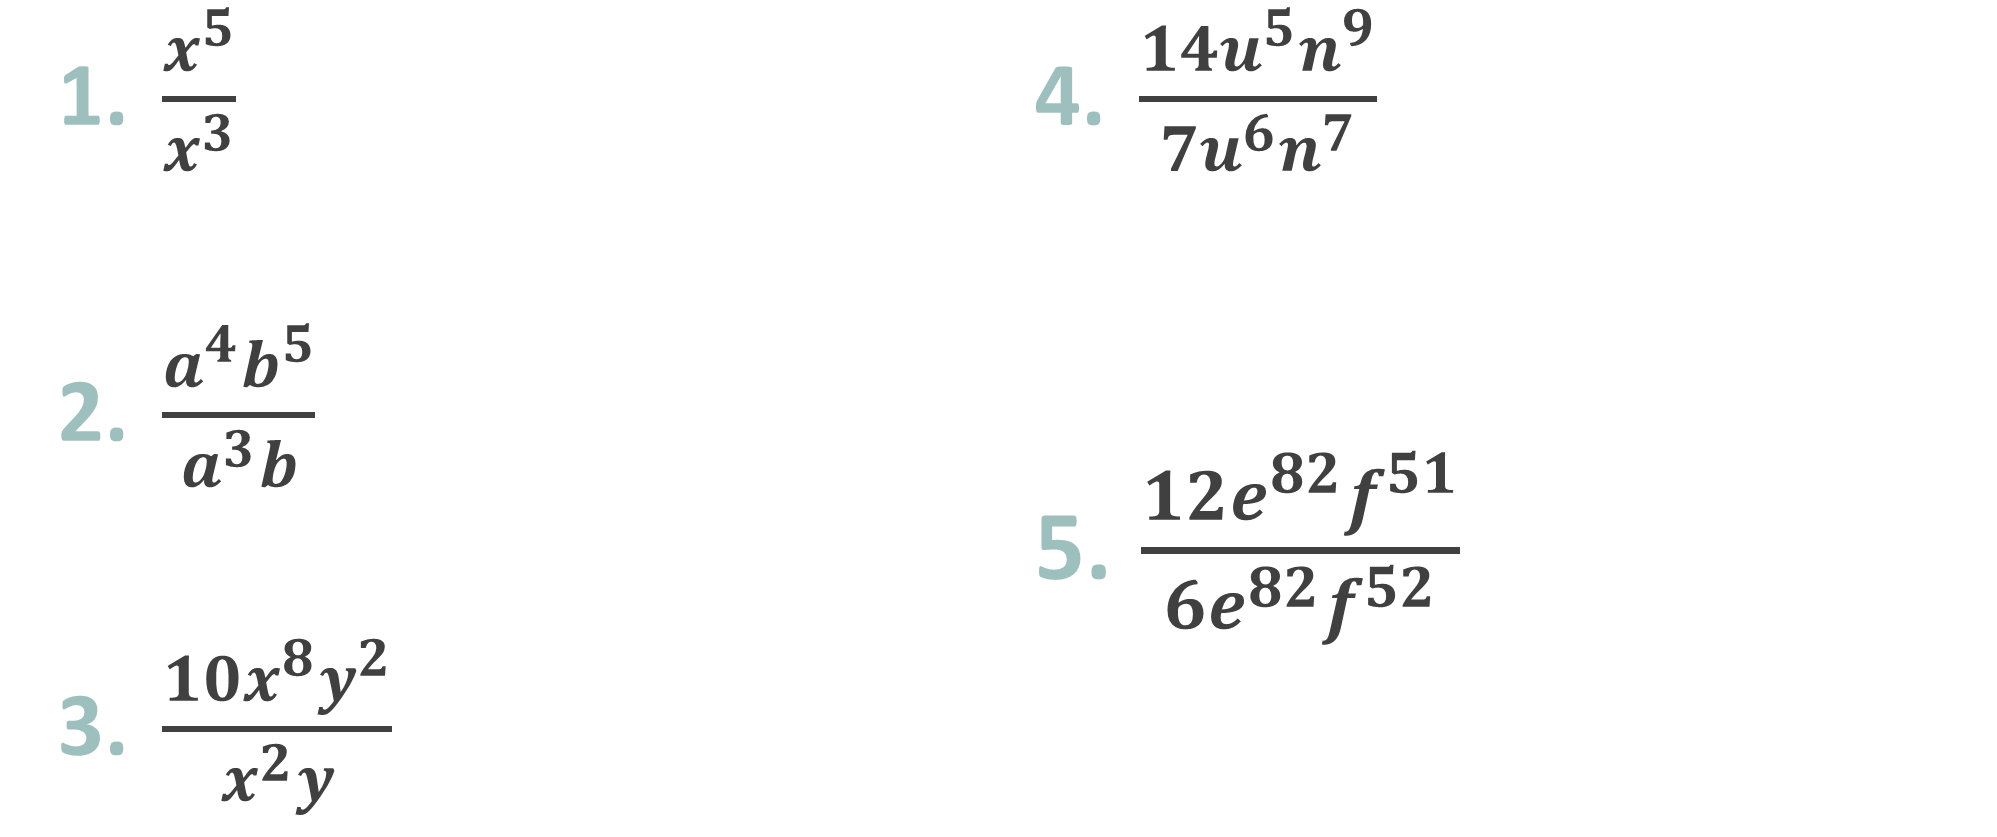 1. x^5/x^3
2. a^4b^5/a^3b
3. 10x^8y^2/x^2y
4. 14u^5n^9/7u^6n^7
5. 12e^82f^51/6e^82f^52